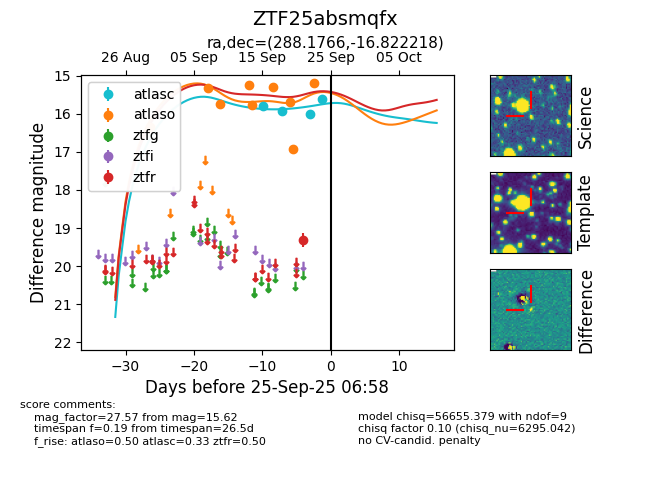 ZTF25absmqfx
ra,dec=(288.1766,-16.822218)
26 Aug 05 Sep 15 Sep 25 Sep 05 Oct
15
16
17
18
19
20
21
22
Difference magnitude
atlasc
atlaso
ztfg
ztfi
ztfr
−30 −20 −10 0 10
Days before 25-Sep-25 06:58
Science
Template
Difference
score comments:
mag_factor=27.57 from mag=15.62
timespan f=0.19 from timespan=26.5d
f_rise: atlaso=0.50 atlasc=0.33 ztfr=0.50
model chisq=56655.379 with ndof=9
chisq factor 0.10 (chisq_nu=6295.042)
no CV-candid. penalty